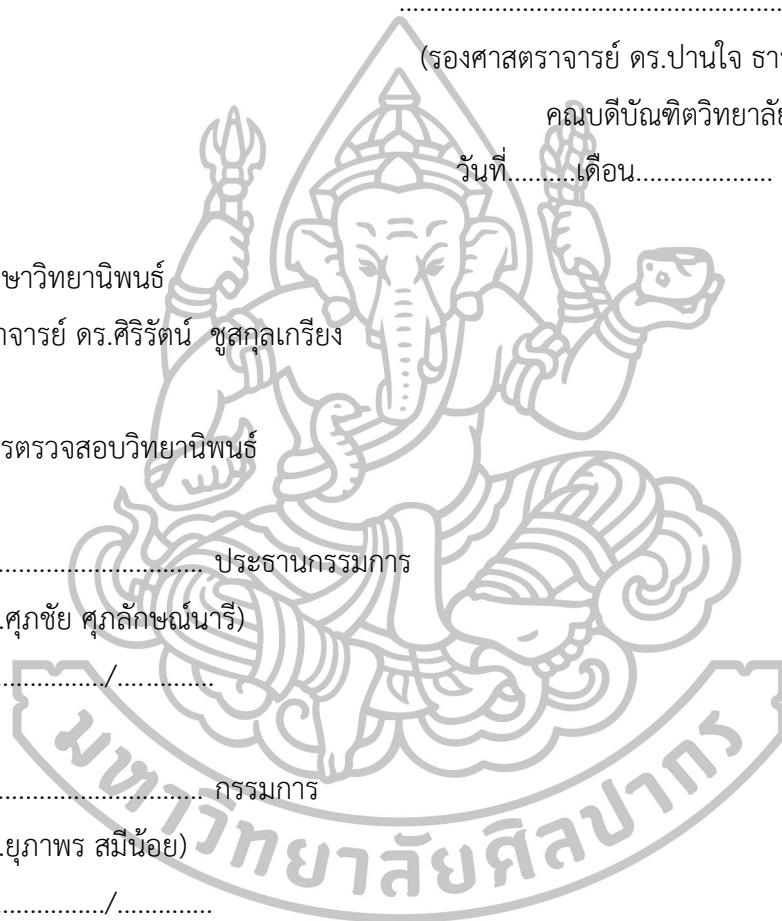 ......................................................
(รองศาสตราจารย์ ดร.ปานใจ
คณบดีบัณฑิตวิทยาลัย
วันที่..........เดือน...................
ษาวิทยานิพนธ์
าจารย์ ดร.ศิริรัตน์ ชูสกุลเกรียง
รตรวจสอบวิทยานิพนธ์
............................. ประธานกรรมการ
.ศุภชัย ศุภลักษณ์นารี)
.............../.............
............................. กรรมการ
.ยุภาพร สมีน้อย)
.............../.............
มหาวิทยาลัยศิลปากร